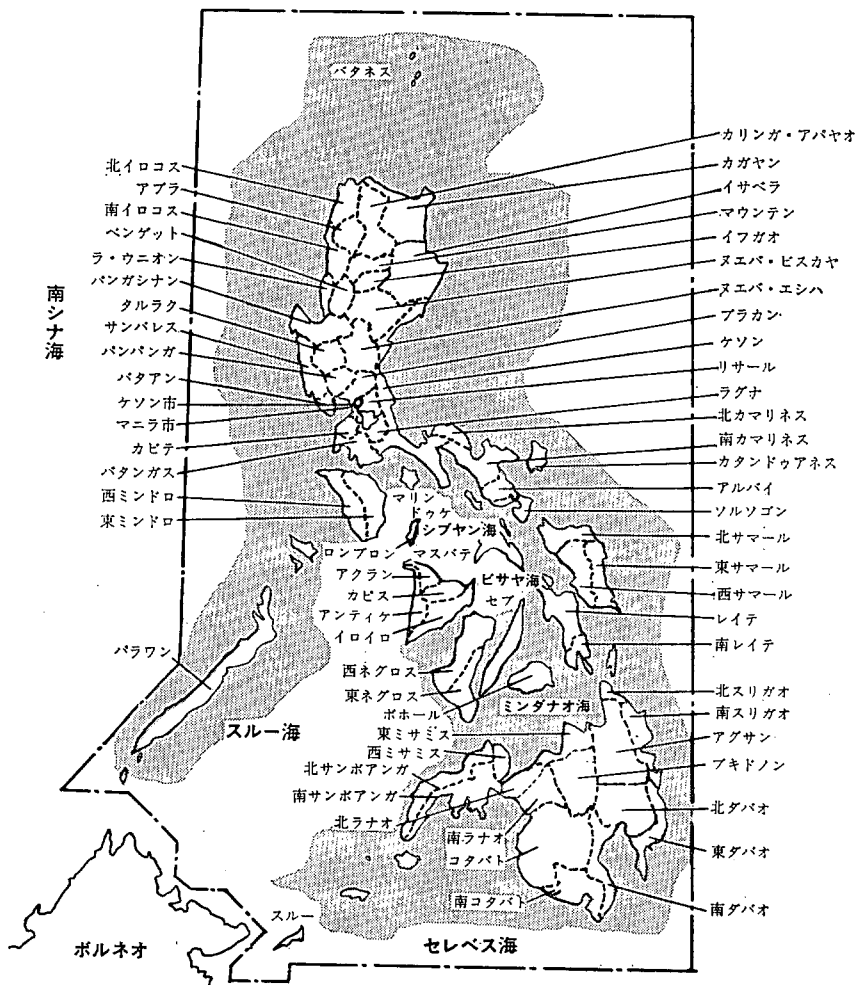 バタネス
カリンガ・アパヤオ
カガヤン
イサベラ
マウンテン
イフガオ
ヌエバ・ビスカヤ
ヌエバ・エシハ
ブラカン
ケソン
リサール
ラグナ
北カマリネス
南カマリネス
カタンドゥアネス
アルバイ
ソルソゴン
北サマール
東サマール
西サマール
レイテ
南レイテ
北スリガオ
南スリガオ
アグサン
ブキドノン
北ダバオ
東ダバオ
南ダバオ
北イロコス
アブラ
南イロコス
ベンゲット
ラ・ウニオン
パンガシナン
タルラク
サンバレス
パンパンガ
バタアン
ケソン市
マニラ市
カビテ
バタンガス
西ミンドロ
東ミンドロ
南シナ海
マリン
ドゥケ
シブヤン海
ロンブロン
マスバテ
アクラン
カピス
アンティケ
イロイロ
ビサヤ海
セブ
パラワン
西ネグロス
東ネグロス
ボホール
ミンダナオ海
スルー海
東ミサミス
西ミサミス
北サンボアンガ
南サンボアンガ
北ラナオ
南ラナオ
コタバト
南コタバト
スルー
ボルネオ
セレベス海